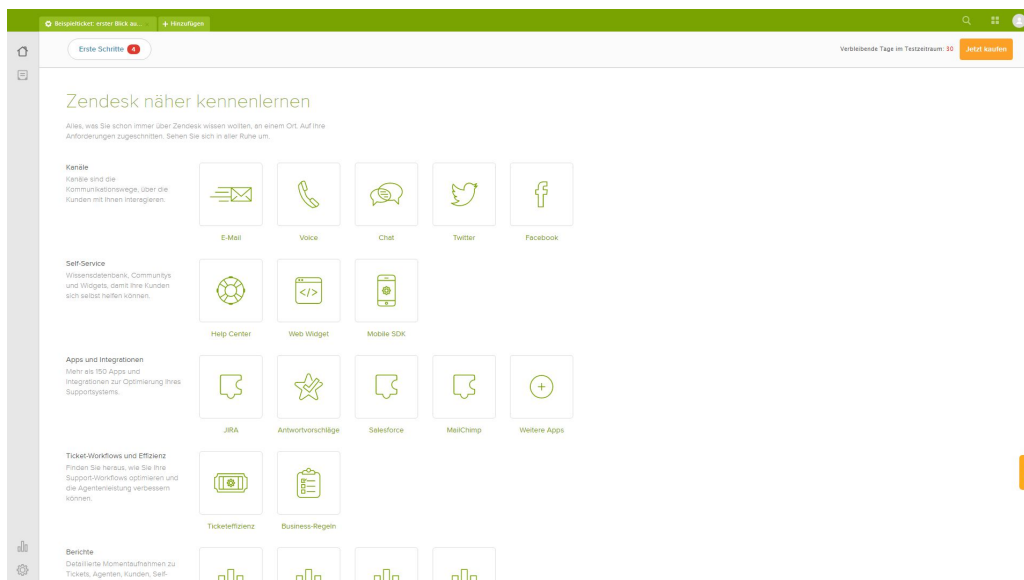 Beispielticket: erster Blick au...
+ Hinzufügen
Erste Schritte 4
Verbleibende Tage im Testzeitraum: 30
Jetzt kaufen
Zendesk näher kennenlernen
Alles, was Sie schon immer über Zendesk wissen wollten, an einem Ort. Auf Ihre
Anforderungen zugeschnitten. Sehen Sie sich in aller Ruhe um.
Kanäle
Kanäle sind die
Kommunikationswege, über die
Kunden mit Ihnen interagieren.
E-Mail
Voice
Chat
Twitter
Facebook
Self-Service
Wissensdatenbank, Communitys
und Widgets, damit Ihre Kunden
sich selbst helfen können.
Help Center
Web Widget
Mobile SDK
Apps und Integrationen
Mehr als 150 Apps und
Integrationen zur Optimierung Ihres
Supportsystems.
JIRA
Antwortvorschläge
Salesforce
MailChimp
Weitere Apps
Ticket-Workflows und Effizienz
Finden Sie heraus, wie Sie Ihre
Support-Workflows optimieren und
die Agentenleistung verbessern
können.
Ticketeffizienz
Business-Regeln
Berichte
Detaillierte Momentaufnahmen zu
Tickets, Agenten, Kunden, Self-